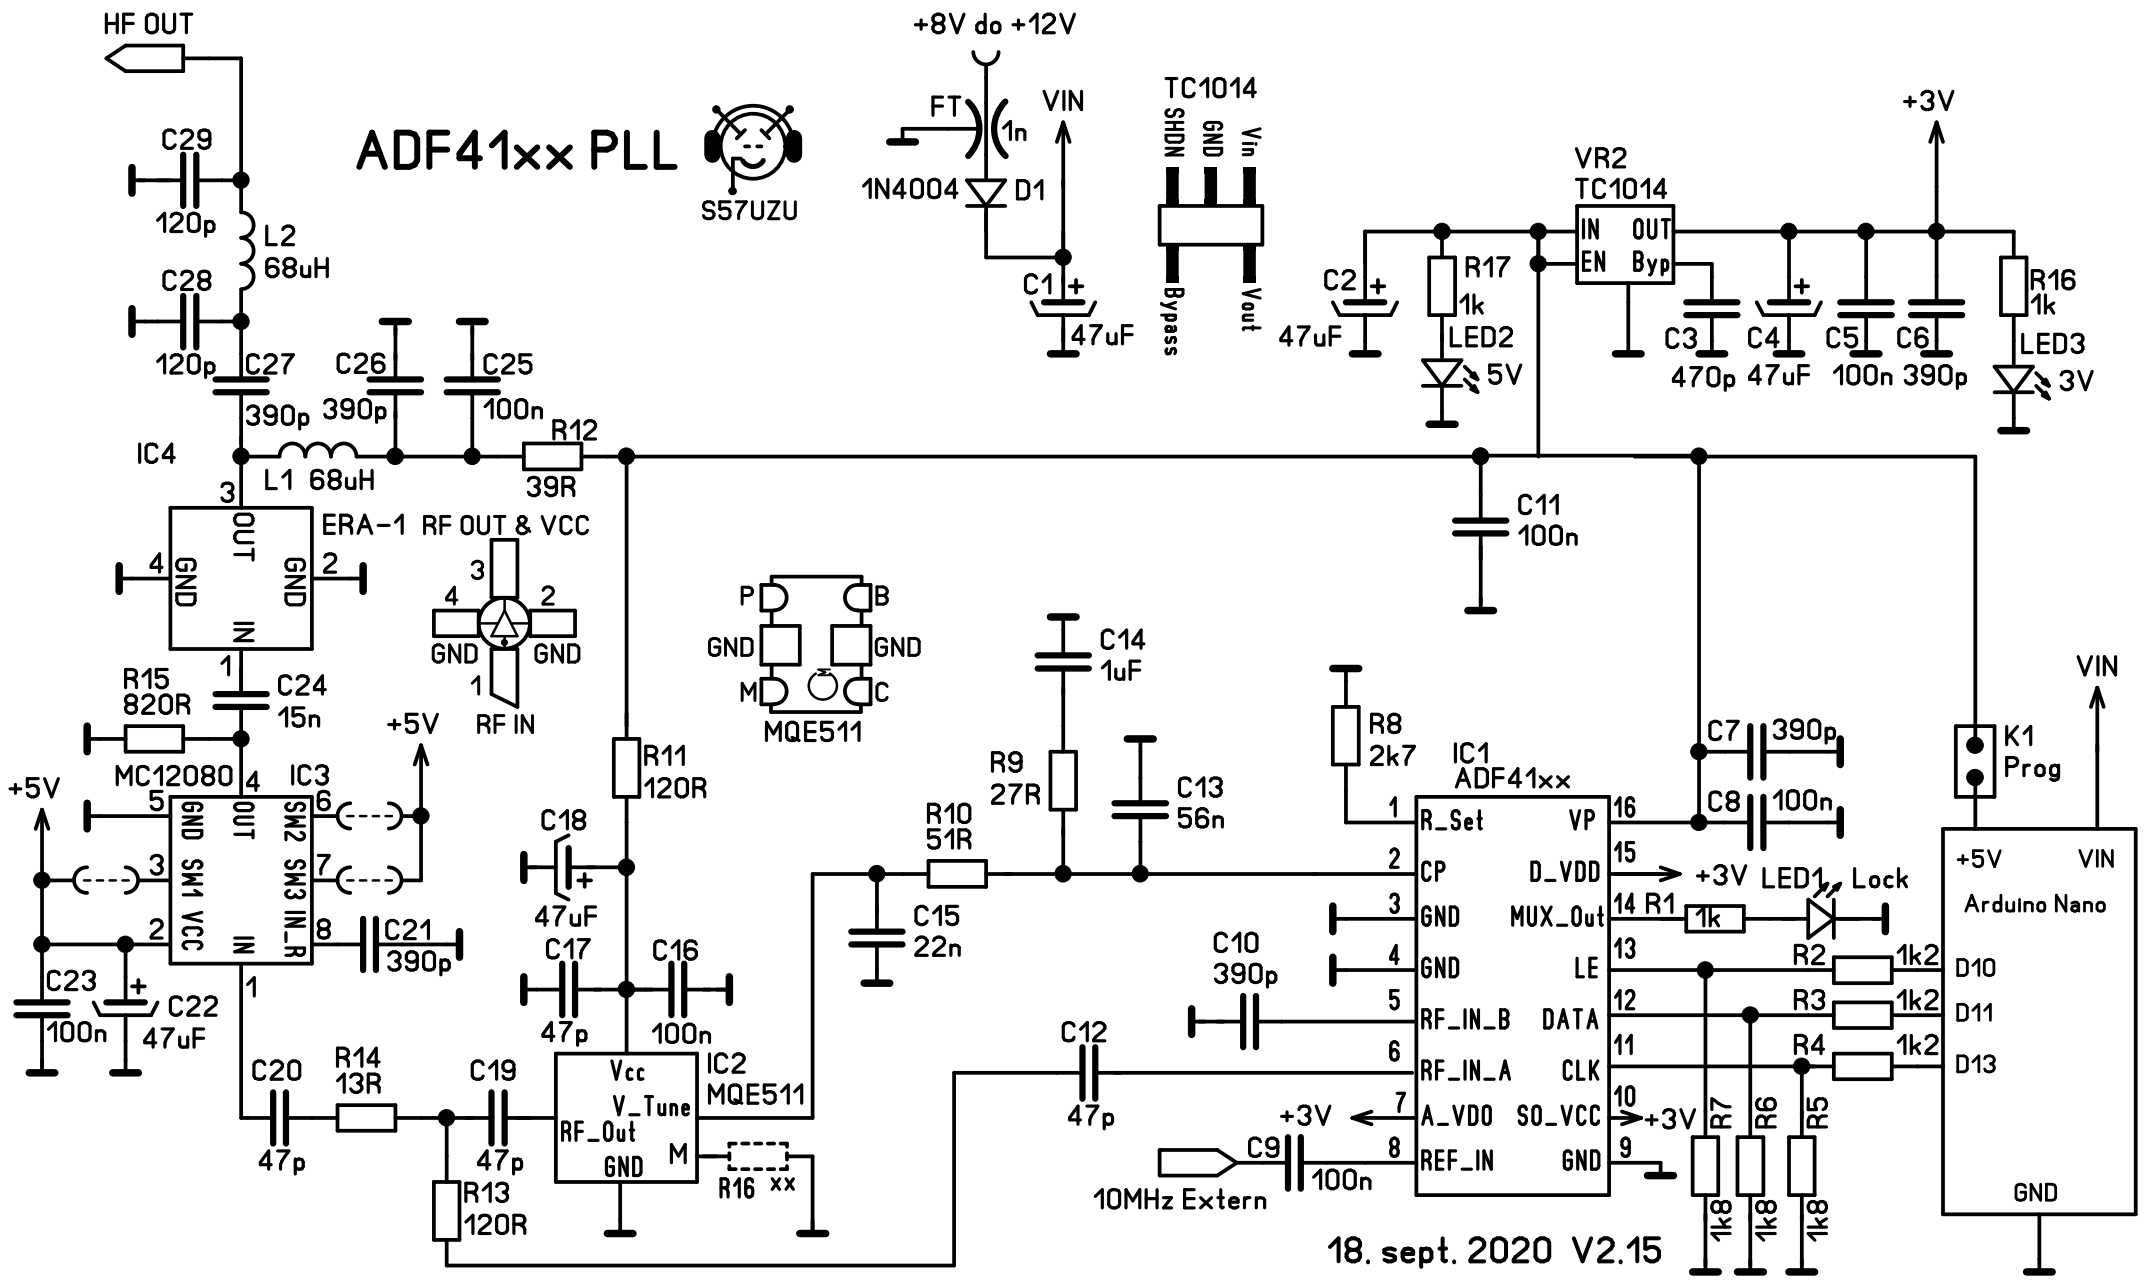 HF OUT
C29
120p
L2
68uH
C28
120p
C27
390p
C26
390p
C25
100n
R12
39R
L1 68uH
ADF41xx PLL
S57UZU
+8V do +12V
FT
1n
1N4004
D1
VIN
C1
+
47uF
TC1014
SHDN
GND
Vin
Bypass
Vout
VR2
TC1014
IN
OUT
EN
Byp
C2
+
47uF
R17
1k
LED2
5V
C3
470p
C4
+
47uF
C5
100n
C6
390p
+3V
R16
1k
LED3
3V
IC4
3
OUT
ERA-1
4
GND
GND
2
IN
1
RF OUT & VCC
3
4
2
GND
GND
1
RF IN
R15
820R
C24
15n
MC12080
IC3
+5V
+5V
4
5
GND
OUT
SW2
6
3
SW1
SW3
7
2
VCC
IN
IN_R
8
1
C21
390p
C23
100n
+
C22
47uF
C20
47p
R14
13R
C19
47p
R13
120R
P
B
GND
GND
M
C
M
MQE511
R11
120R
C18
+
47uF
C17
47p
C16
100n
IC2
MQE511
Vcc
V_Tune
RF_Out
M
GND
R16 xx
C15
22n
R10
51R
R9
27R
C14
1uF
C13
56n
C12
47p
C10
390p
C11
100n
R8
2k7
IC1
ADF41xx
1
R_Set
VP
16
2
CP
D_VDD
15
3
GND
MUX_Out
14
4
GND
LE
13
5
RF_IN_B
DATA
12
6
RF_IN_A
CLK
11
7
A_VDO
SO_VCC
10
8
REF_IN
GND
9
+3V
C9
100n
10MHz Extern
C7
390p
C8
100n
+3V
LED1
Lock
R1
1k
R2
1k2
R3
1k2
R4
1k2
+3V
R7
R6
R5
1k8
1k8
1k8
VIN
K1
Prog
+5V
VIN
Arduino Nano
D10
D11
D13
GND
18. sept. 2020 V2.15